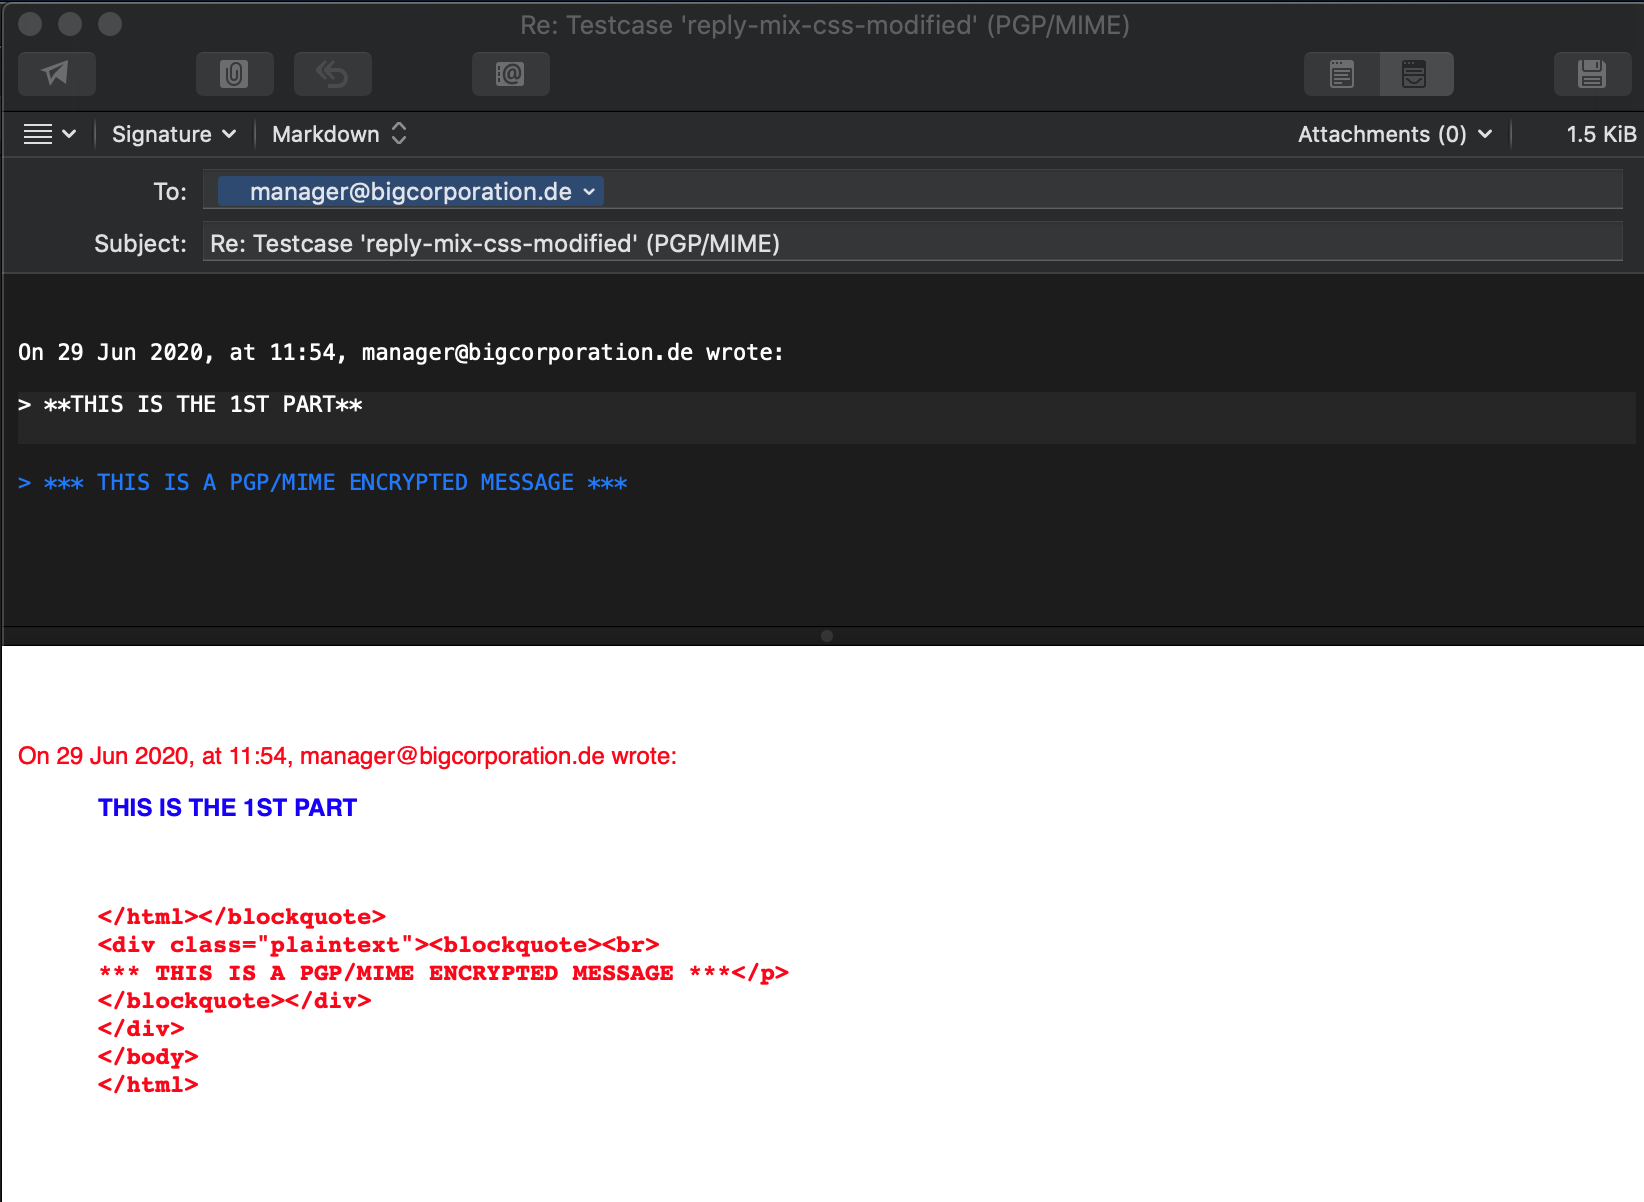 Re: Testcase 'reply-mix-css-modified' (PGP/MIME)
Signature Markdown Attachments (0) 1.5 KiB
To: manager@bigcorporation.de
Subject: Re: Testcase 'reply-mix-css-modified' (PGP/MIME)
On 29 Jun 2020, at 11:54, manager@bigcorporation.de wrote:
> **THIS IS THE 1ST PART**
> *** THIS IS A PGP/MIME ENCRYPTED MESSAGE ***
On 29 Jun 2020, at 11:54, manager@bigcorporation.de wrote:
THIS IS THE 1ST PART
</html></blockquote>
<div class="plaintext"><blockquote><br>
*** THIS IS A PGP/MIME ENCRYPTED MESSAGE ***</p>
</blockquote></div>
</div>
</body>
</html>